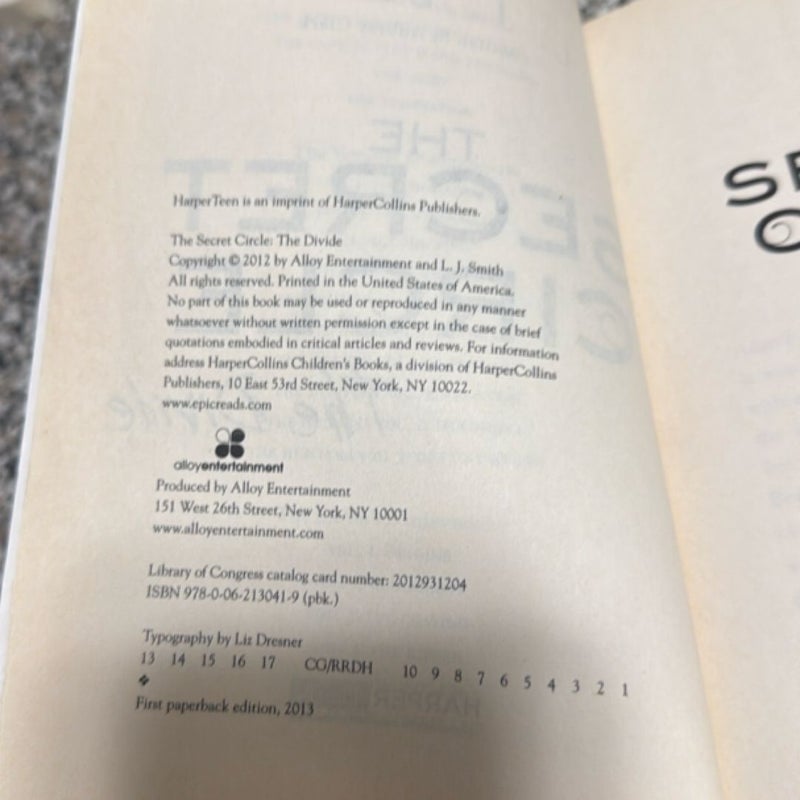 HarperTeen is an imprint of HarperCollins Publishers.
The Secret Circle: The Divide
Copyright © 2012 by Alloy Entertainment and L. J. Smith
All rights reserved. Printed in the United States of America.
No part of this book may be used or reproduced in any manner
whatsoever without written permission except in the case of brief
quotations embodied in critical articles and reviews. For information
address HarperCollins Children's Books, a division of HarperCollins
Publishers, 10 East 53rd Street, New York, NY 10022.
www.epicreads.com
alloyentertainment
Produced by Alloy Entertainment
151 West 26th Street, New York, NY 10001
www.alloyentertainment.com
Library of Congress catalog card number: 2012931204
ISBN 978-0-06-213041-9 (pbk.)
Typography by Liz Dresner
13 14 15 16 17 CG/RRDH 10 9 8 7 6 5 4 3 2 1
First paperback edition, 2013